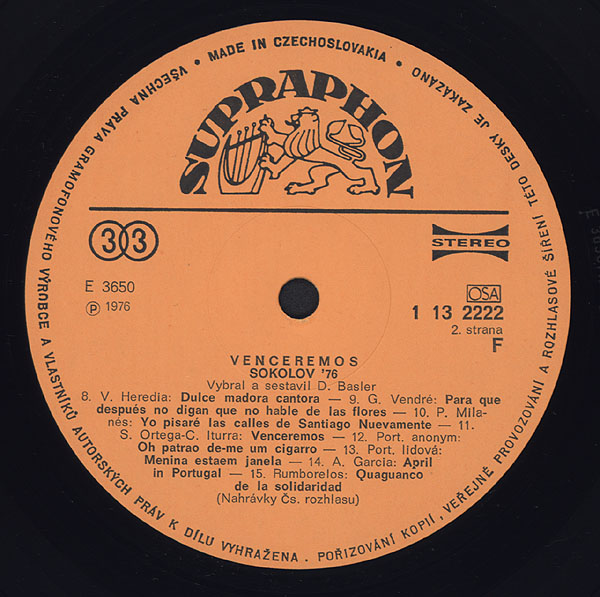 • MADE IN CZECHOSLOVAKIA •
VŠECHNA PRÁVA GRAMOFONOVÉHO VÝROBCE A VLASTNÍKŮ AUTORSKÝCH PRÁV K DÍLU VYHRAŽENA . POŘIZOVÁNÍ KOPIÍ, VEŘEJNÉ PROVOZOVÁNÍ A ROZHLASOVÉ ŠÍŘENÍ TÉTO DESKY JE ZAKÁZÁNO
SUPRAPHON
33
STEREO
E 3650
Ⓟ 1976
OSA
1 13 2222
2. strana
F
VENCEREMOS
SOKOLOV '76
Vybral a sestavil D. Basler
8. V. Heredia: Dulce madora cantora — 9. G. Vendré: Para que
después no digan que no hable de las flores — 10. P. Mila-
nés: Yo pisaré las calles de Santiago Nuevamente — 11.
S. Ortega-C. Iturra: Venceremos — 12. Port. anonym:
Oh patrao de-me um cigarro — 13. Port. lidová:
Menina estaem janela — 14. A. Garcia: April
in Portugal — 15. Rumborelos: Quaguanco
de la solidaridad
(Nahrávky Čs. rozhlasu)